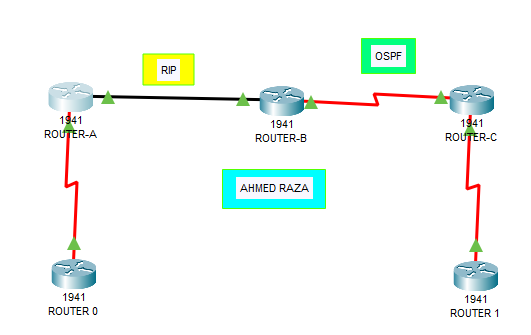 RIP
OSPF
1941
ROUTER-A
1941
ROUTER-B
1941
ROUTER-C
AHMED RAZA
1941
ROUTER 0
1941
ROUTER 1